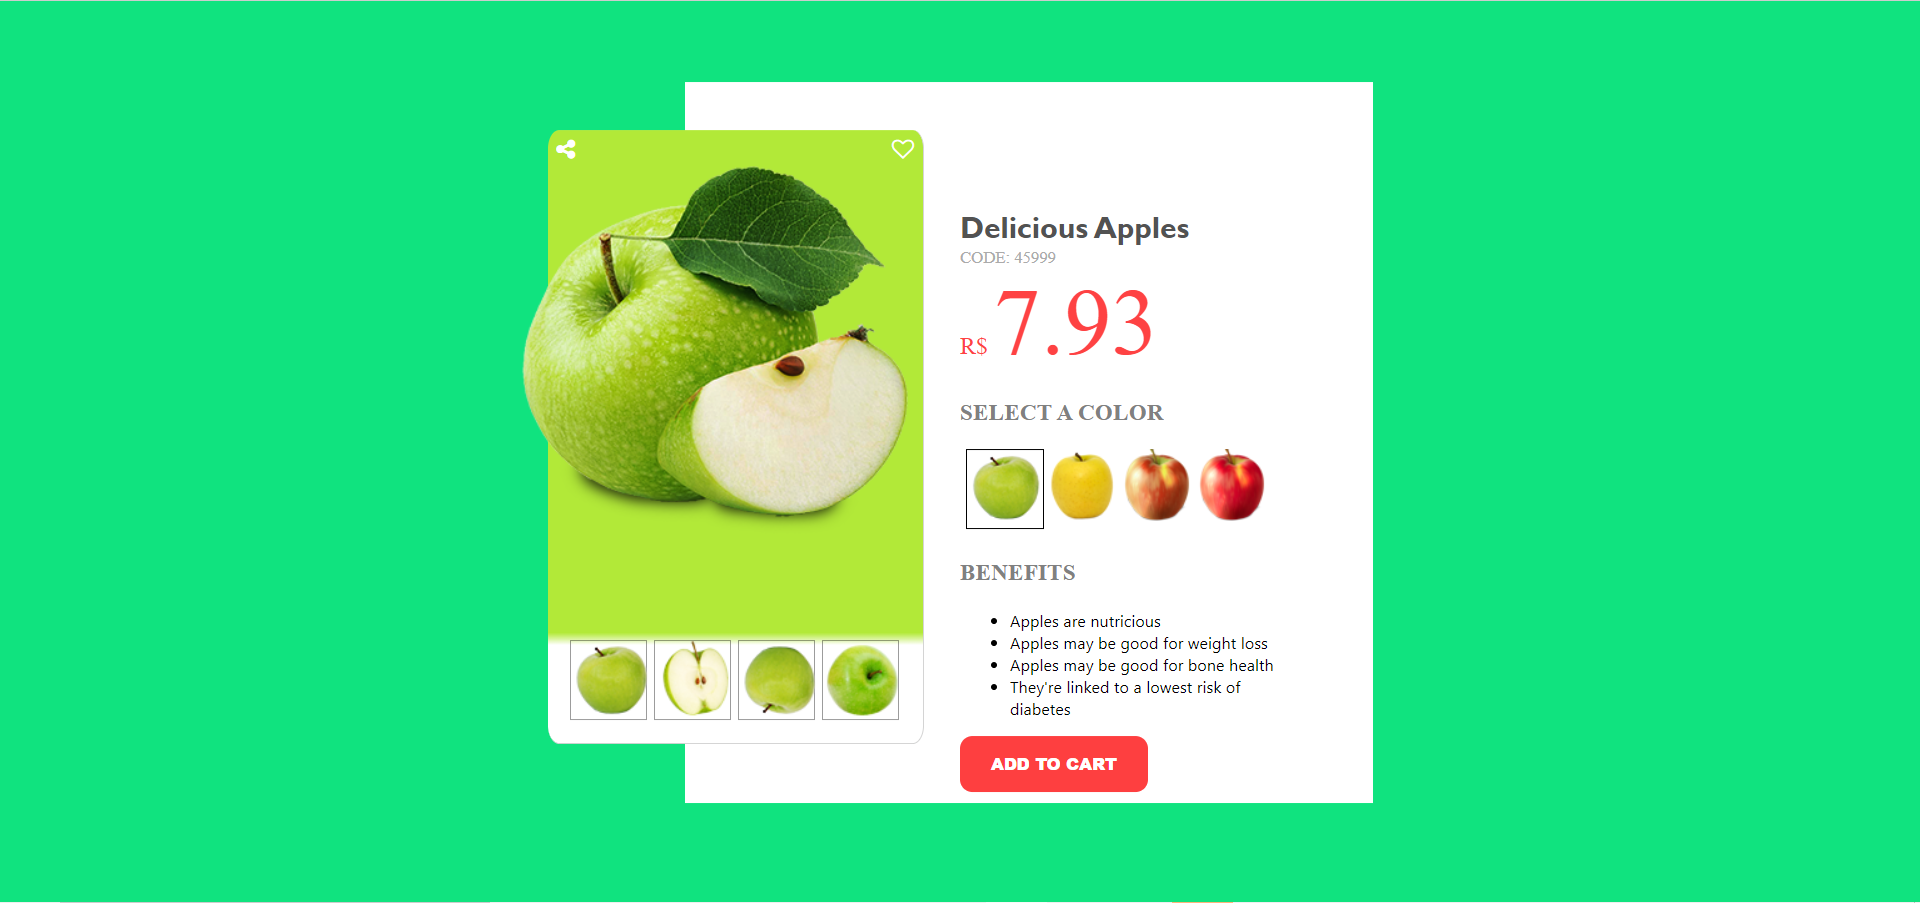 Delicious Apples
CODE: 45999
R$ 7.93
SELECT A COLOR
BENEFITS
Apples are nutricious
Apples may be good for weight loss
Apples may be good for bone health
They're linked to a lowest risk of
diabetes
ADD TO CART